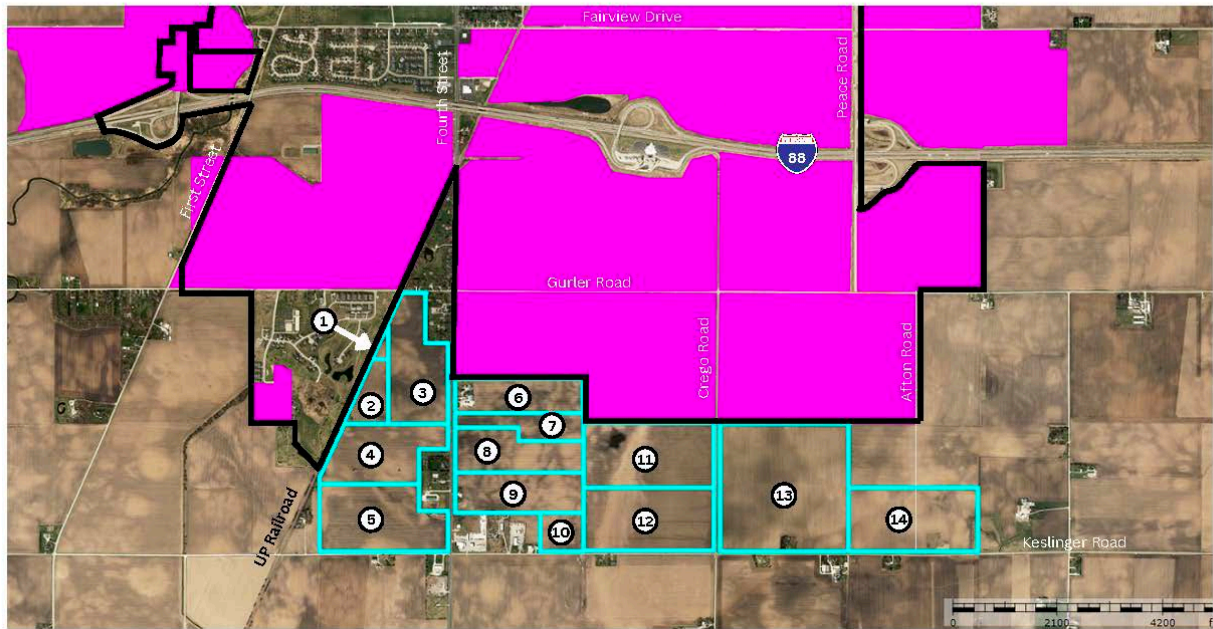 Fairview Drive
Fourth Street
Peace Road
88
First Street
Gurler Road
1
Crego Road
Afton Road
2
3
6
7
4
8
11
9
13
5
12
14
10
UP Railroad
Keslinger Road
0 2100 4200 f